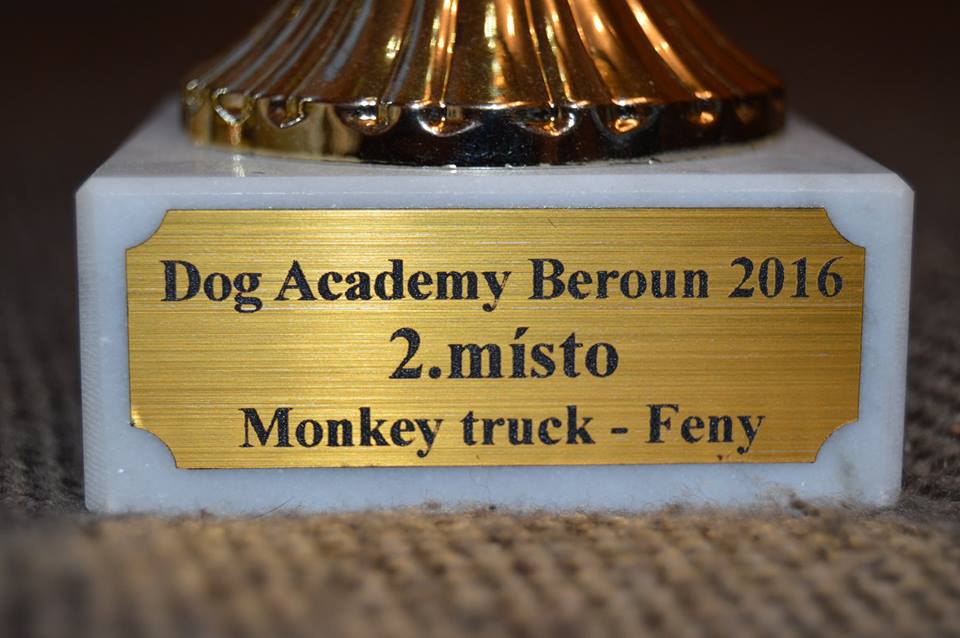 Dog Academy Beroun 2016
2.místo
Monkey truck - Feny